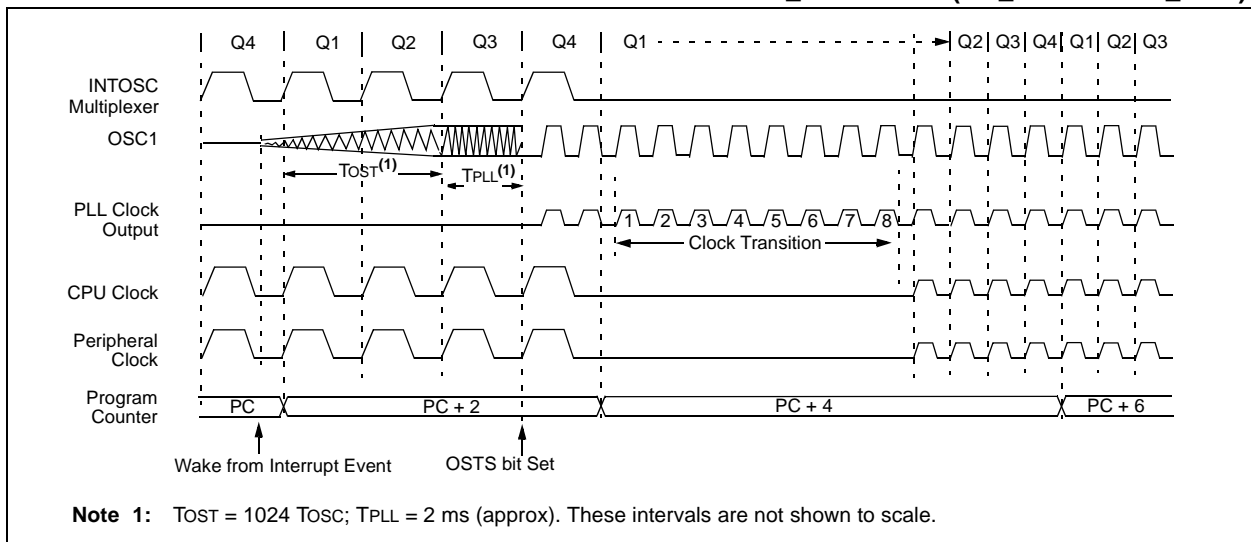 Q4 Q1 Q2 Q3 Q4 Q1 Q2 Q3 Q4 Q1 Q2 Q3
INTOSC
Multiplexer
OSC1
TOST(1)
TPLL(1)
PLL Clock
Output
1 2 3 4 5 6 7 8
Clock Transition
CPU Clock
Peripheral
Clock
Program
Counter
PC PC + 2 PC + 4 PC + 6
Wake from Interrupt Event OSTS bit Set
Note 1: TOST = 1024 TOSC; TPLL = 2 ms (approx). These intervals are not shown to scale.